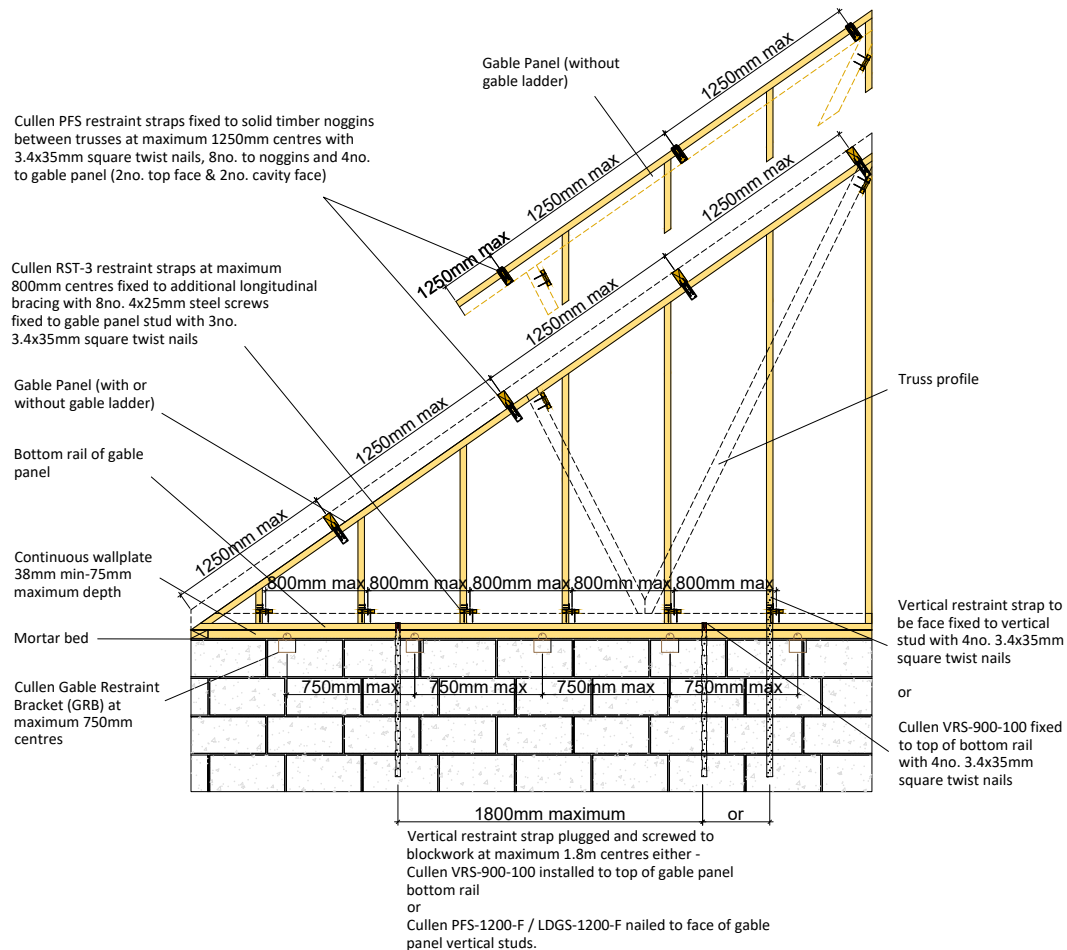 Gable Panel (without
gable ladder)
Cullen PFS restraint straps fixed to solid timber noggins
between trusses at maximum 1250mm centres with
3.4x35mm square twist nails, 8no. to noggins and 4no.
to gable panel (2no. top face & 2no. cavity face)
Cullen RST-3 restraint straps at maximum
800mm centres fixed to additional longitudinal
bracing with 8no. 4x25mm steel screws
fixed to gable panel stud with 3no.
3.4x35mm square twist nails
Gable Panel (with or
without gable ladder)
Bottom rail of gable
panel
Continuous wallplate
38mm min-75mm
maximum depth
Mortar bed
Cullen Gable Restraint
Bracket (GRB) at
maximum 750mm
centres
1250mm max
1250mm max
1250mm max
1250mm max
1250mm max
1250mm max
1250mm max
800mm max
800mm max
800mm max
800mm max
800mm max
750mm max
750mm max
750mm max
750mm max
Truss profile
Vertical restraint strap to
be face fixed to vertical
stud with 4no. 3.4x35mm
square twist nails
or
Cullen VRS-900-100 fixed
to top of bottom rail
with 4no. 3.4x35mm
square twist nails
1800mm maximum
or
Vertical restraint strap plugged and screwed to
blockwork at maximum 1.8m centres either -
Cullen VRS-900-100 installed to top of gable panel
bottom rail
or
Cullen PFS-1200-F / LDGS-1200-F nailed to face of gable
panel vertical studs.